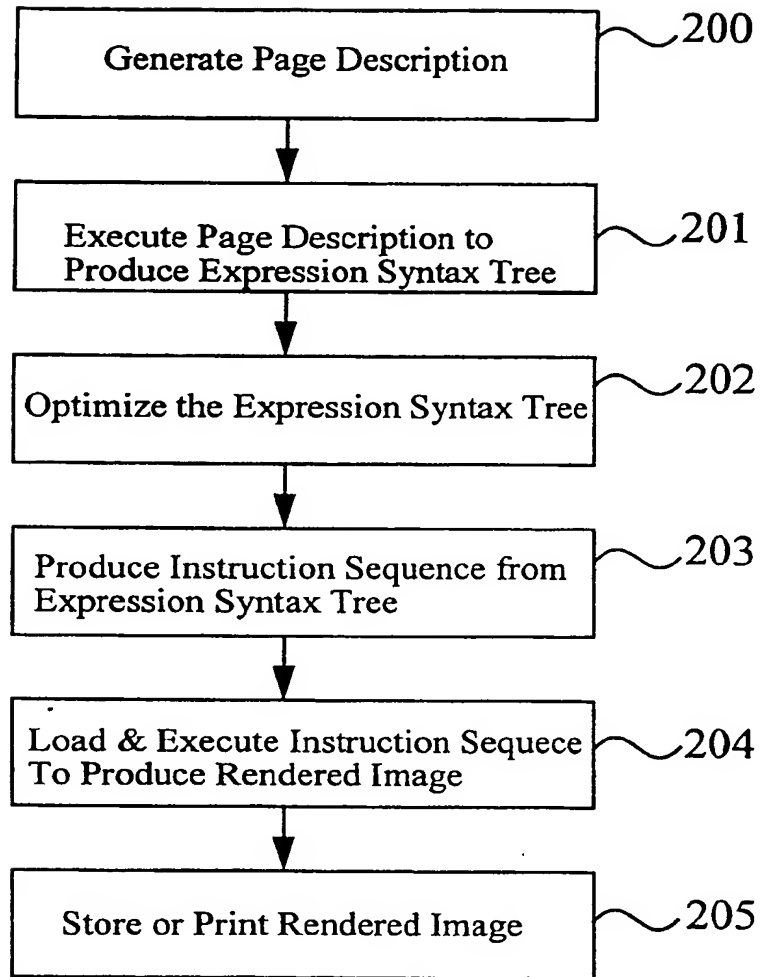 Generate Page Description
200
Execute Page Description to
Produce Expression Syntax Tree
201
Optimize the Expression Syntax Tree
202
Produce Instruction Sequence from
Expression Syntax Tree
203
Load & Execute Instruction Sequece
To Produce Rendered Image
204
Store or Print Rendered Image
205